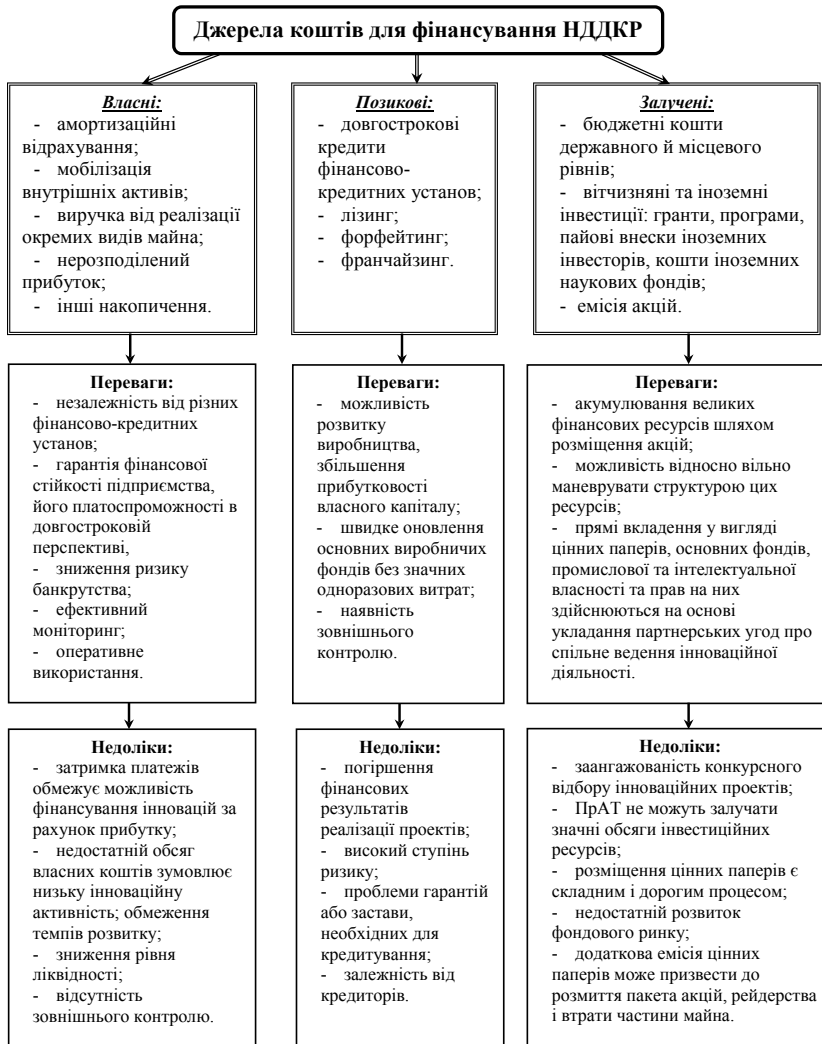 Джерела коштів для фінансування НДДКР
Власні:
- амортизаційні
відрахування;
- мобілізація
внутрішніх активів;
- виручка від реалізації
окремих видів майна;
- нерозподілений
прибуток;
- інші накопичення.
Позикові:
- довгострокові
кредити
фінансово-
кредитних установ;
- лізинг;
- форфейтинг;
- франчайзинг.
Залучені:
- бюджетні кошти
державного й місцевого
рівнів;
- вітчизняні та іноземні
інвестиції: гранти, програми,
пайові внески іноземних
інвесторів, кошти іноземних
наукових фондів;
- емісія акцій.
Переваги:
- незалежність від різних
фінансово-кредитних
установ;
- гарантія фінансової
стійкості підприємства,
його платоспроможності в
довгостроковій
перспективі,
- зниження ризику
банкрутства;
- ефективний
моніторинг;
- оперативне
використання.
Переваги:
- можливість
розвитку
виробництва,
збільшення
прибутковості
власного капіталу;
- швидке оновлення
основних виробничих
фондів без значних
одноразових витрат;
- наявність
зовнішнього
контролю.
Переваги:
- акумулювання великих
фінансових ресурсів шляхом
розміщення акцій;
- можливість відносно вільно
маневрувати структурою цих
ресурсів;
- прямі вкладення у вигляді
цінних паперів, основних фондів,
промислової та інтелектуальної
власності та прав на них
здійснюються на основі
укладання партнерських угод про
спільне ведення інноваційної
діяльності.
Недоліки:
- затримка платежів
обмежує можливість
фінансування інновацій за
рахунок прибутку;
- недостатній обсяг
власних коштів зумовлює
низьку інноваційну
активність; обмеження
темпів розвитку;
- зниження рівня
ліквідності;
- відсутність
зовнішнього контролю.
Недоліки:
- погіршення
фінансових
результатів
реалізації проектів;
- високий ступінь
ризику;
- проблеми гарантій
або застави,
необхідних для
кредитування;
- залежність від
кредиторів.
Недоліки:
- заангажованість конкурсного
відбору інноваційних проектів;
- ПрАТ не можуть залучати
значні обсяги інвестиційних
ресурсів;
- розміщення цінних паперів є
складним і дорогим процесом;
- недостатній розвиток
фондового ринку;
- додаткова емісія цінних
паперів може призвести до
розмиття пакета акцій, рейдерства
і втрати частини майна.